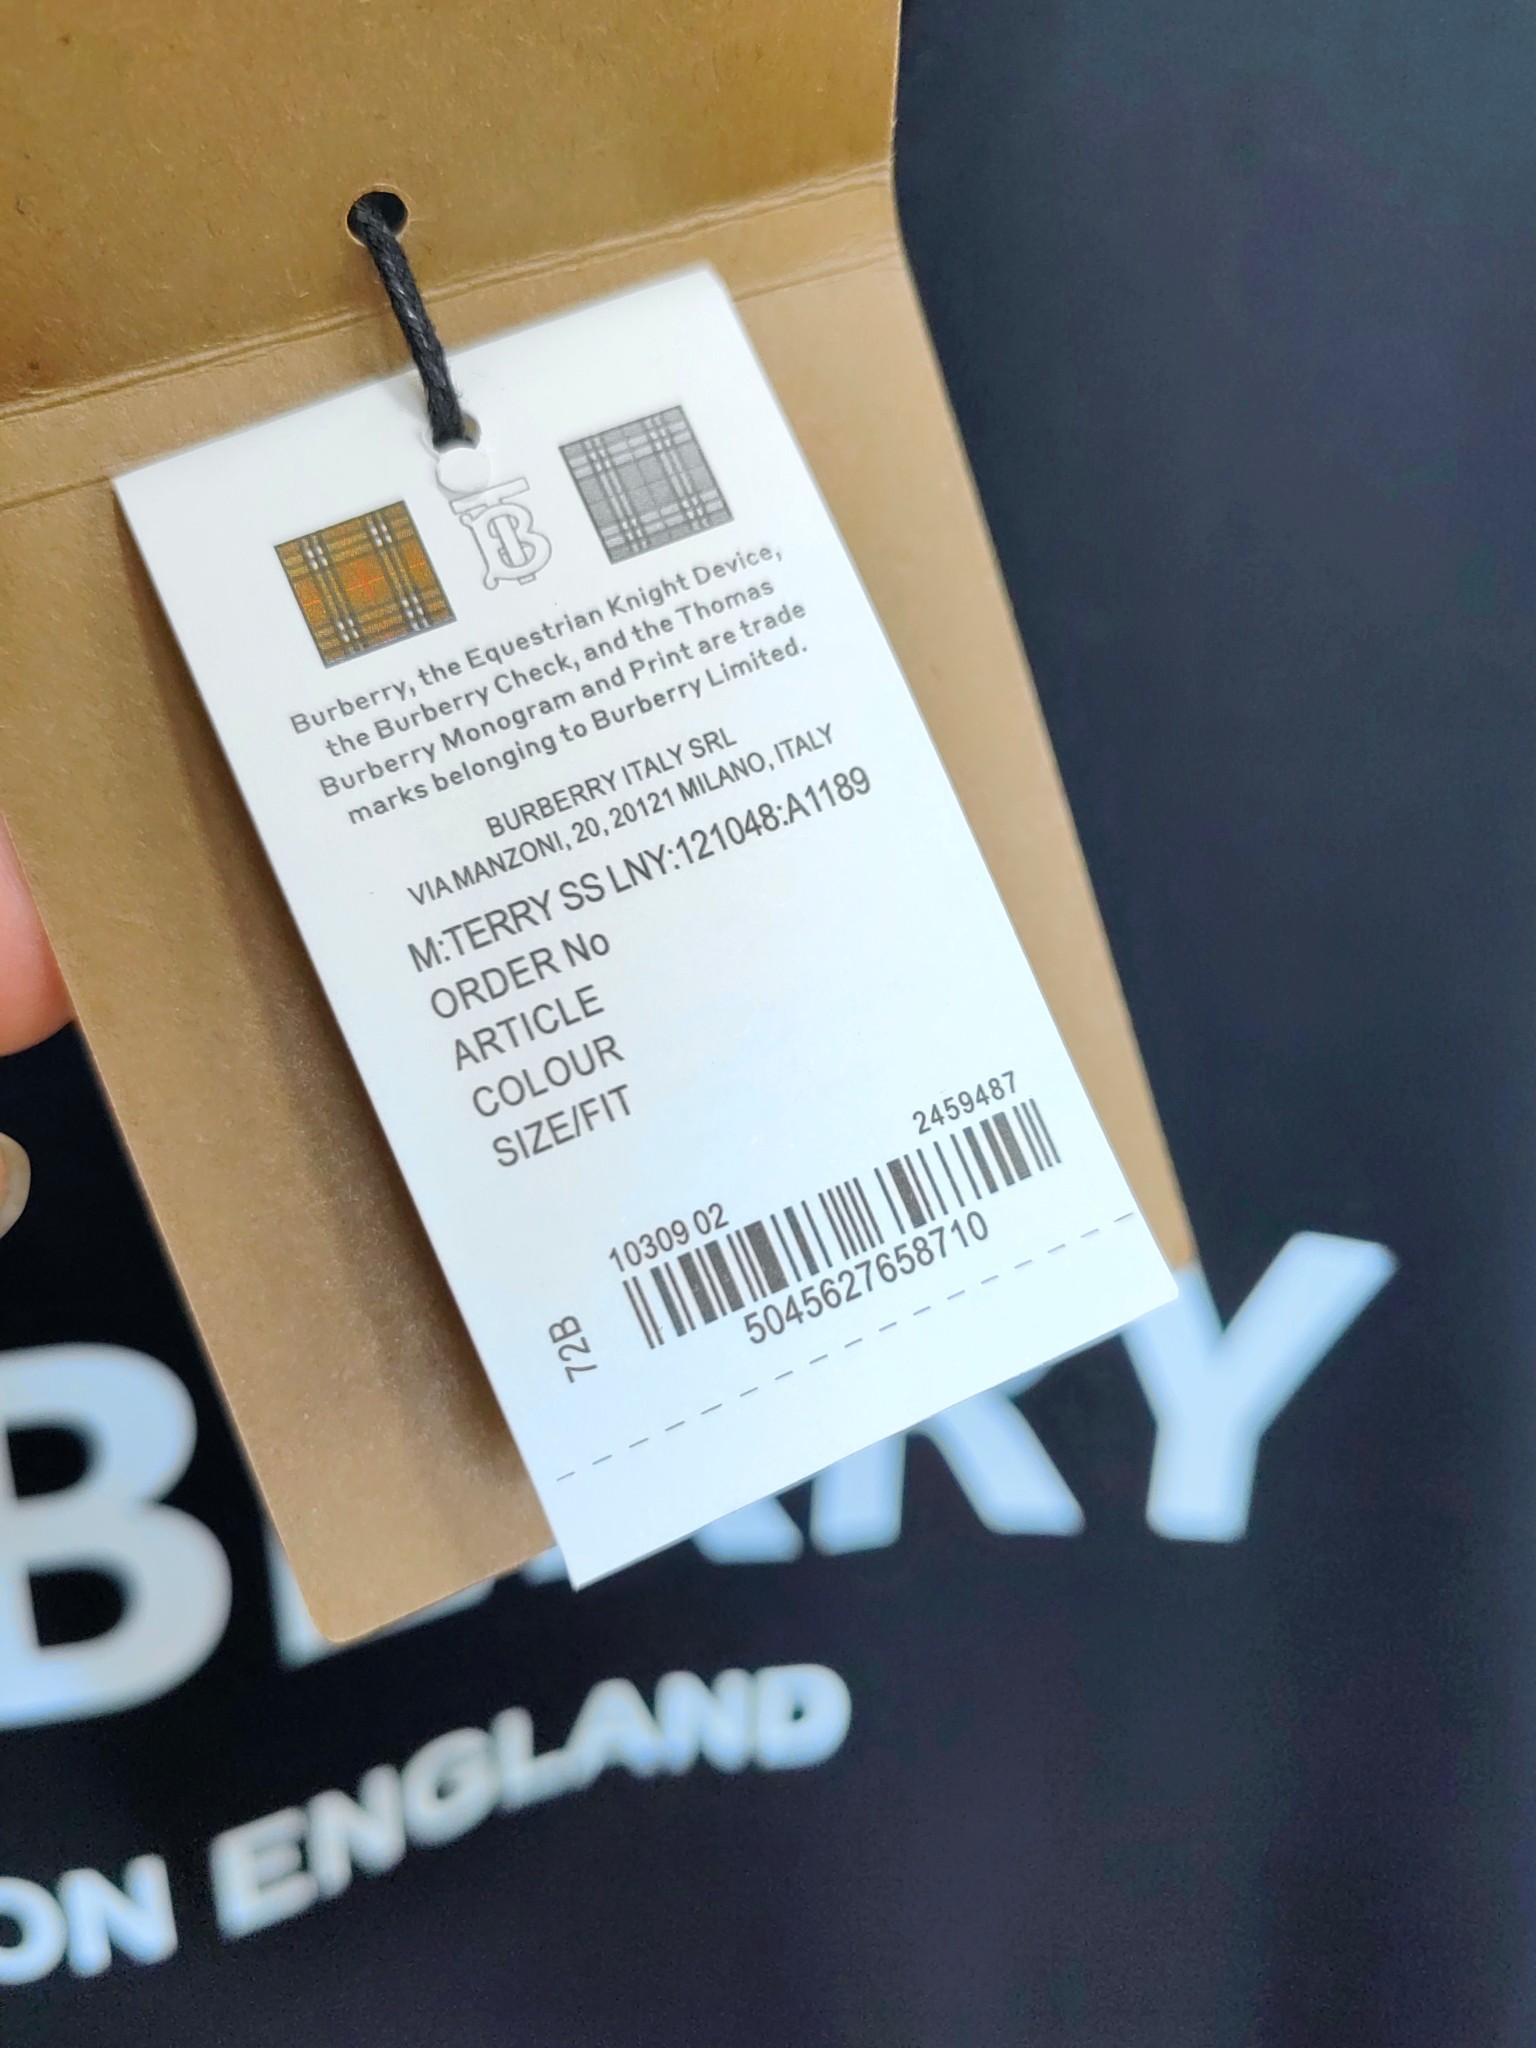 Burberry, the Equestrian Knight Device,
the Burberry Check, and the Thomas
Burberry Monogram and Print are trade
marks belonging to Burberry Limited.
BURBERRY ITALY SRL
VIA MANZONI, 20, 20121 MILANO, ITALY
M:TERRY SS LNY:121048:A1189
ORDER No
ARTICLE
COLOUR
SIZE/FIT
2459487
10309 02
5045627658710
72B
ENGLAND